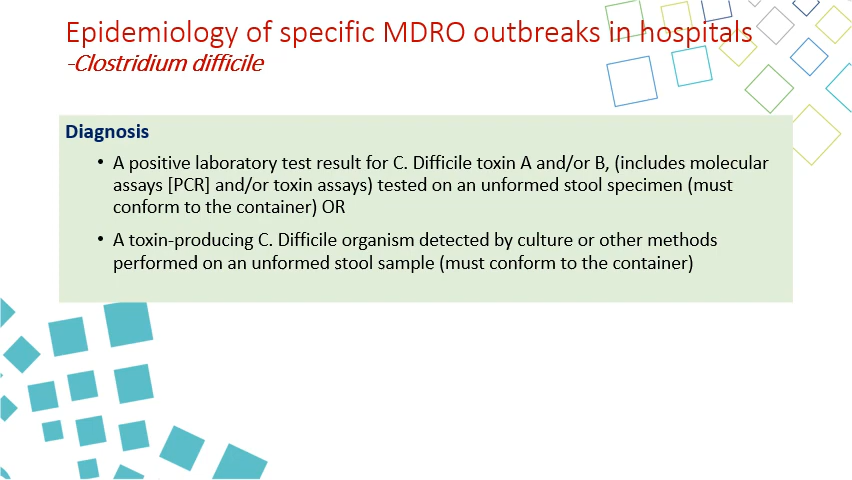 Epidemiology of specific MDRO outbreaks in hospitals
-Clostridium difficile
Diagnosis
• A positive laboratory test result for C. Difficile toxin A and/or B, (includes molecular
assays [PCR] and/or toxin assays) tested on an unformed stool specimen (must
conform to the container) OR
• A toxin-producing C. Difficile organism detected by culture or other methods
performed on an unformed stool sample (must conform to the container)